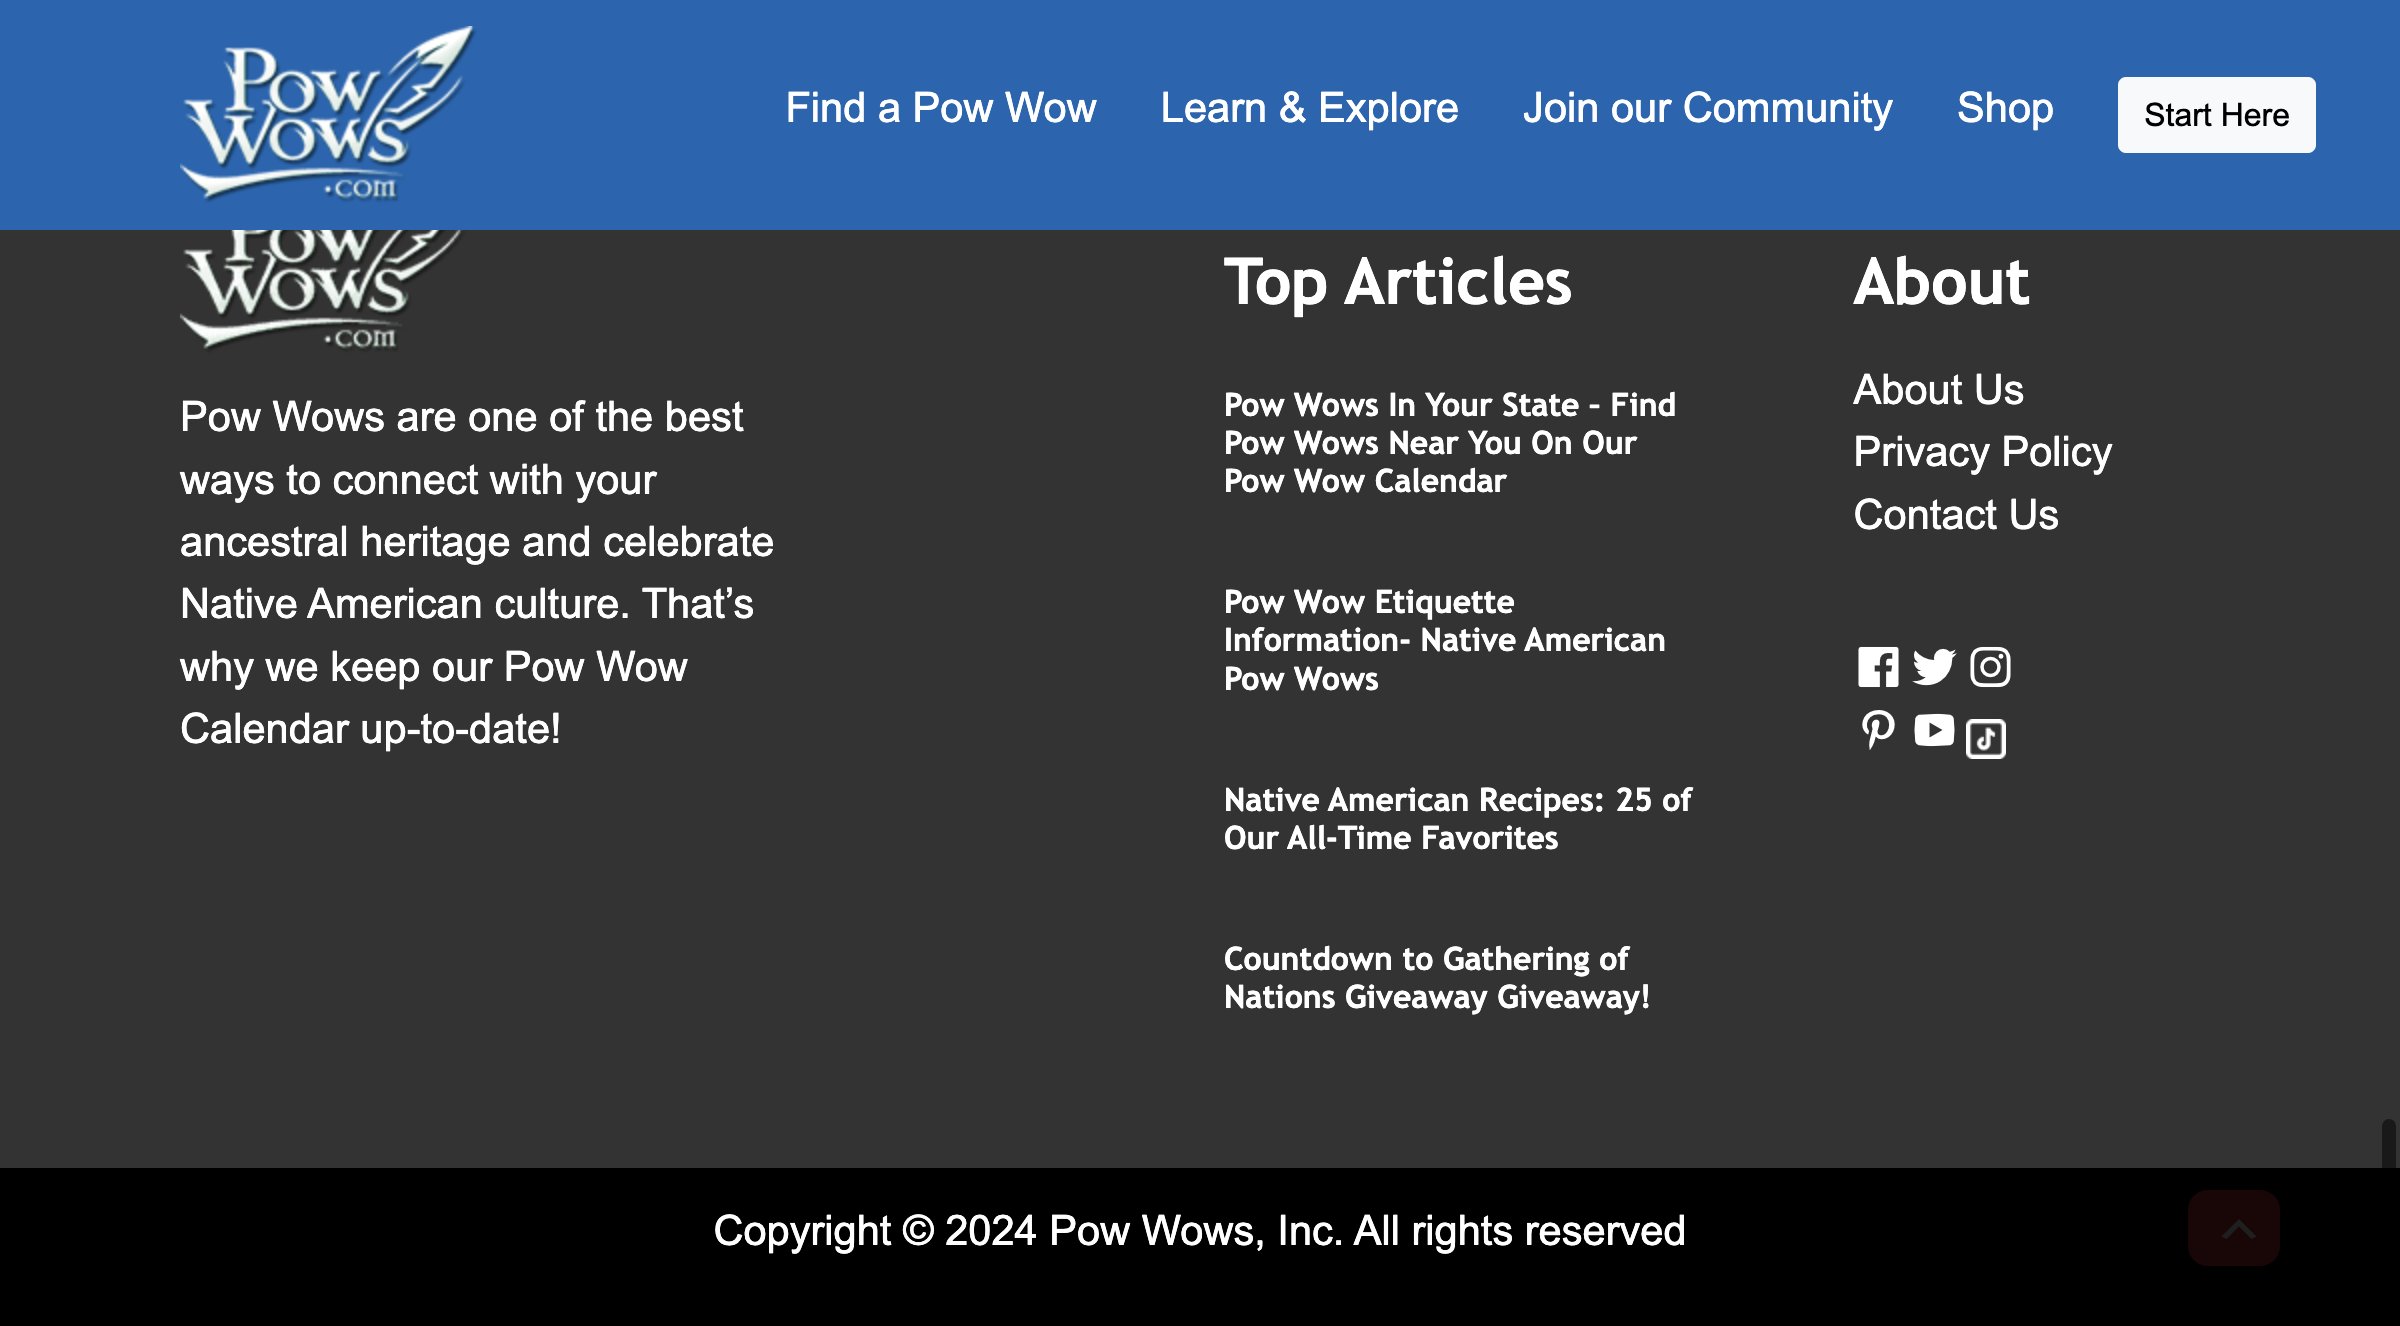 Pow
Wows
.com
Find a Pow Wow
Learn & Explore
Join our Community
Shop
Start Here
Pow
Wows
.com
Pow Wows are one of the best
ways to connect with your
ancestral heritage and celebrate
Native American culture. That’s
why we keep our Pow Wow
Calendar up-to-date!
Top Articles
Pow Wows In Your State – Find
Pow Wows Near You On Our
Pow Wow Calendar
Pow Wow Etiquette
Information- Native American
Pow Wows
Native American Recipes: 25 of
Our All-Time Favorites
Countdown to Gathering of
Nations Giveaway Giveaway!
About
About Us
Privacy Policy
Contact Us
Copyright © 2024 Pow Wows, Inc. All rights reserved